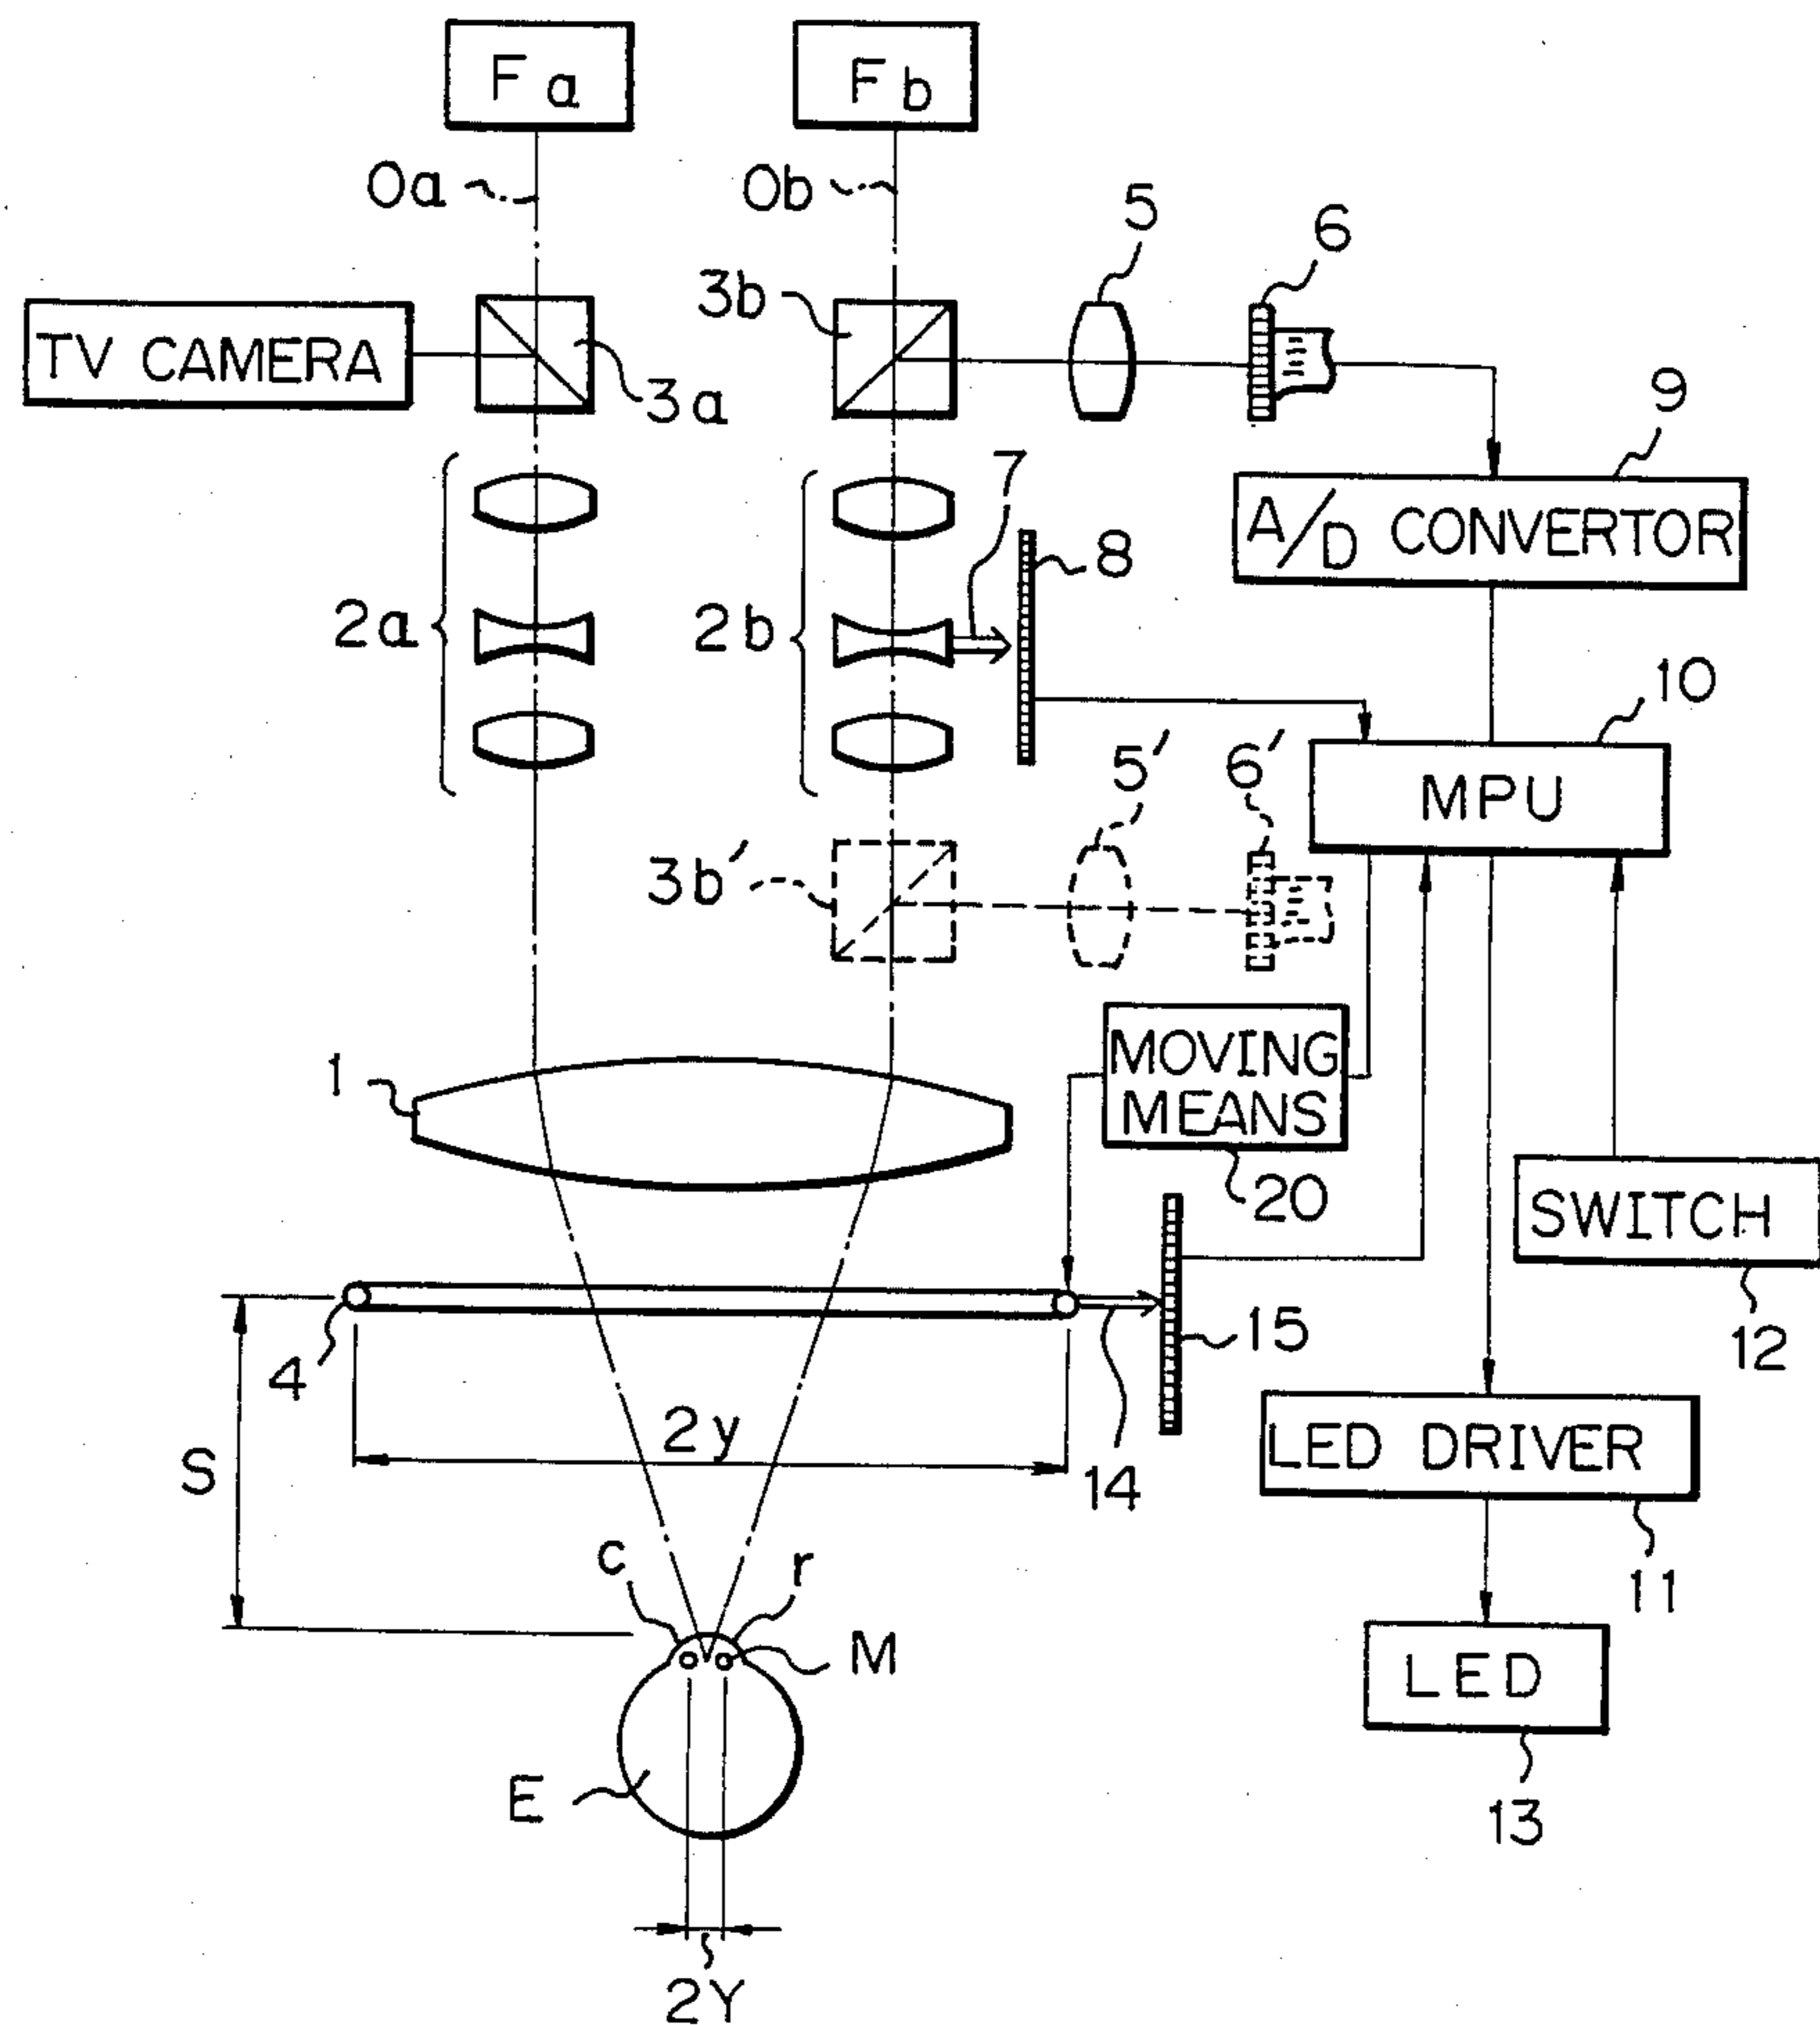 Fa
Fb
Oa
Ob
5
6
3b
TV CAMERA
3a
9
A/D CONVERTOR
7
8
2a
2b
10
MPU
5'
6'
3b'
MOVING
MEANS
20
1
SWITCH
12
4
15
14
2y
S
LED DRIVER
11
c
r
M
LED
13
E
2Y